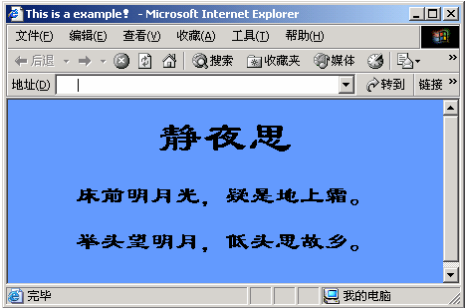 This is a example! - Microsoft Internet Explorer
文件(F) 编辑(E) 查看(V) 收藏(A) 工具(T) 帮助(H)
后退 搜索 收藏夹 媒体 »
地址(D) 转到 链接 »
静夜思
床前明月光，疑是地上霜。
举头望明月，低头思故乡。
完毕 我的电脑